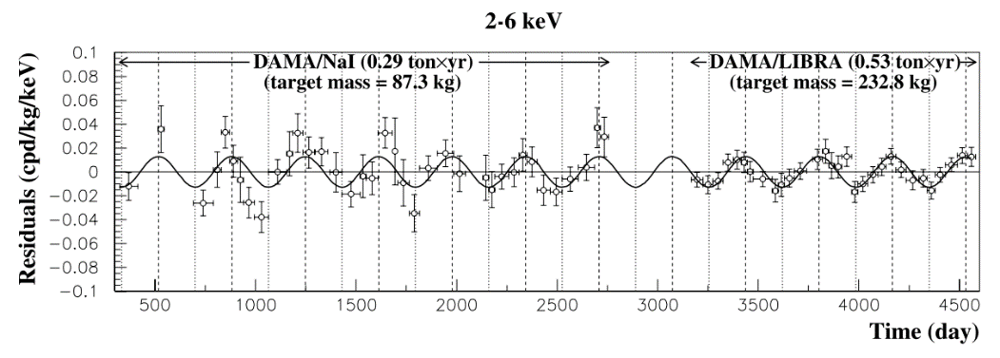 2-6 keV
Residuals (cpd/kg/keV)
0.1
0.08
0.06
0.04
0.02
0
−0.02
−0.04
−0.06
−0.08
−0.1
DAMA/NaI (0.29 ton×yr)
(target mass = 87.3 kg)
DAMA/LIBRA (0.53 ton×yr)
(target mass = 232.8 kg)
500 1000 1500 2000 2500 3000 3500 4000 4500
Time (day)